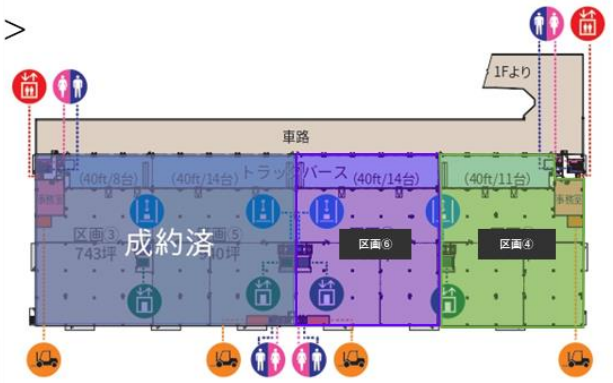 >
1Fより
車路
トラックバース
(40ft/8台)
(40ft/14台)
(40ft/14台)
(40ft/11台)
事務室
事務室
区画③
743坪
成約済
区画⑤
区画⑥
区画④